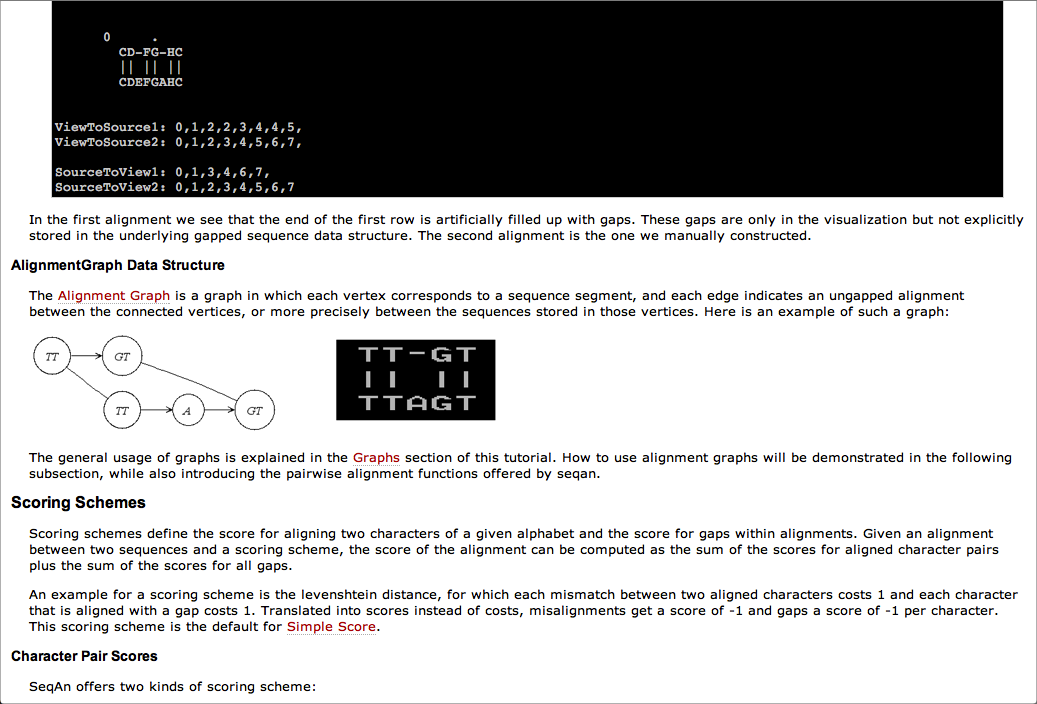 0 .
CD-FG-HC
|| || ||
CDEFGAHC
ViewToSource1: 0,1,2,2,3,4,4,5,
ViewToSource2: 0,1,2,3,4,5,6,7,
SourceToView1: 0,1,3,4,6,7,
SourceToView2: 0,1,2,3,4,5,6,7
In the first alignment we see that the end of the first row is artificially filled up with gaps. These gaps are only in the visualization but not explicitly
stored in the underlying gapped sequence data structure. The second alignment is the one we manually constructed.
AlignmentGraph Data Structure
The Alignment Graph is a graph in which each vertex corresponds to a sequence segment, and each edge indicates an ungapped alignment
between the connected vertices, or more precisely between the sequences stored in those vertices. Here is an example of such a graph:
TT GT
TT A GT
TT-GT
|| ||
TTAGT
The general usage of graphs is explained in the Graphs section of this tutorial. How to use alignment graphs will be demonstrated in the following
subsection, while also introducing the pairwise alignment functions offered by seqan.
Scoring Schemes
Scoring schemes define the score for aligning two characters of a given alphabet and the score for gaps within alignments. Given an alignment
between two sequences and a scoring scheme, the score of the alignment can be computed as the sum of the scores for aligned character pairs
plus the sum of the scores for all gaps.
An example for a scoring scheme is the levenshtein distance, for which each mismatch between two aligned characters costs 1 and each character
that is aligned with a gap costs 1. Translated into scores instead of costs, misalignments get a score of -1 and gaps a score of -1 per character.
This scoring scheme is the default for Simple Score.
Character Pair Scores
SeqAn offers two kinds of scoring scheme: